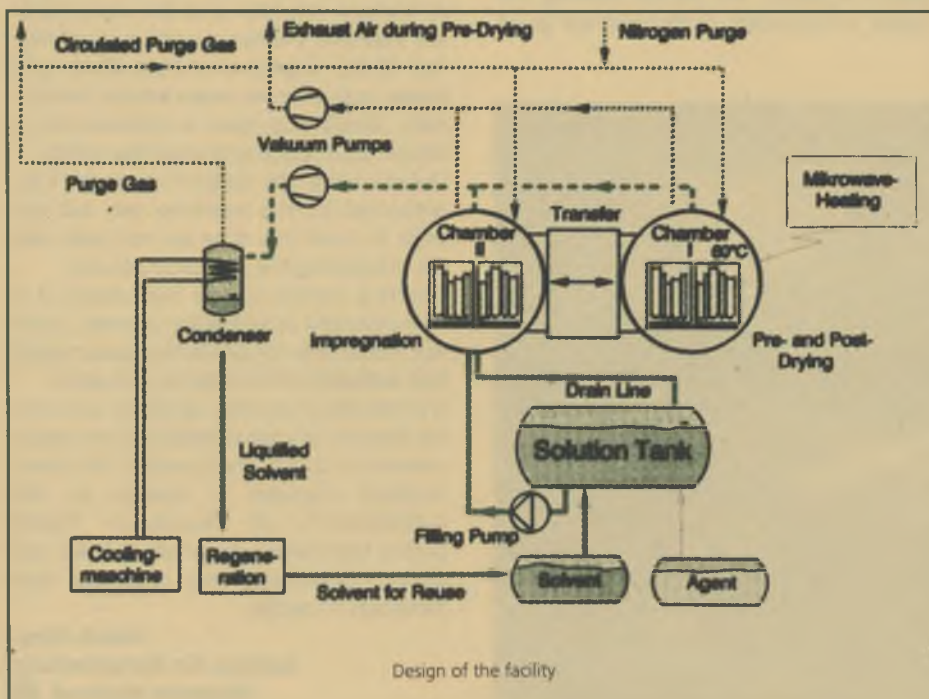 Circulated Purge Gas
Exhaust Air during Pre-Drying
Nitrogen Purge
Vakuum Pumps
Purge Gas
Mikrowave-
Heating
Transfer
Chamber
II
Chamber
I 60°C
Condenser
Impregnation
Pre- and Post-
Drying
Drain Line
Solution Tank
Liquified
Solvent
Filling Pump
Cooling-
maschine
Regene-
ration
Solvent for Reuse
Solvent
Agent
Design of the facility